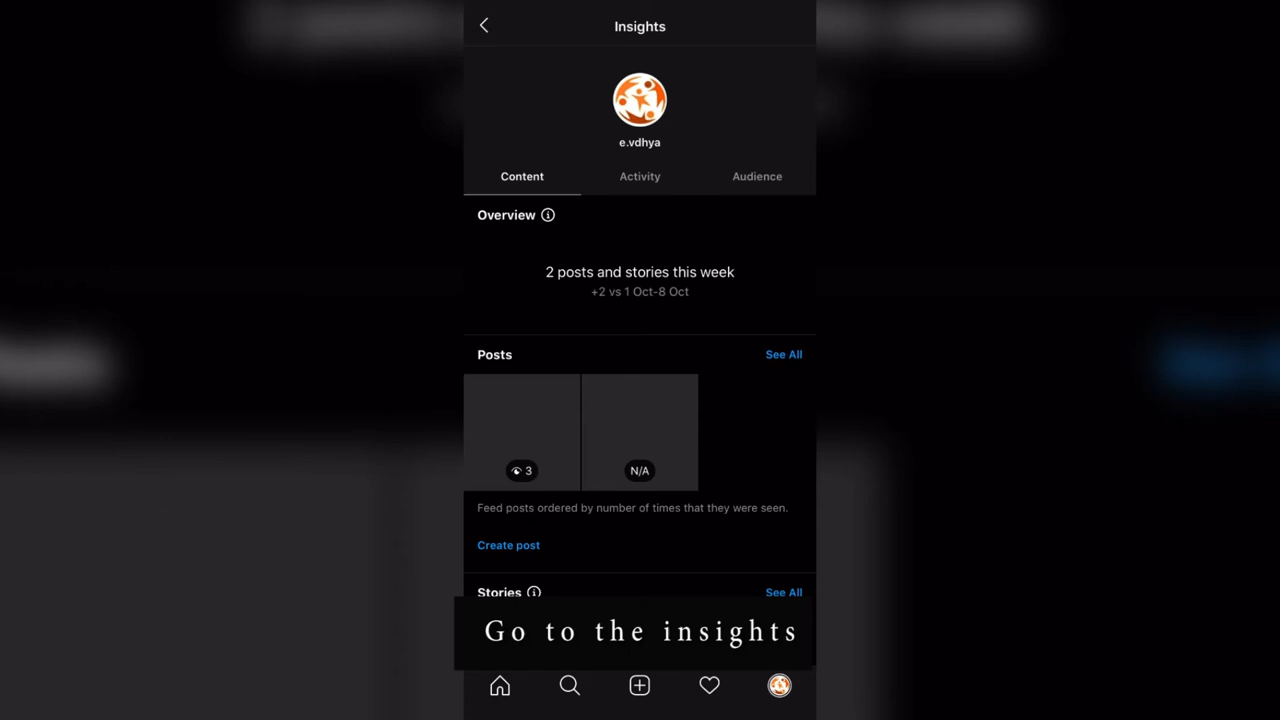 Insights
e.vdhya
Content Activity Audience
Overview
2 posts and stories this week
+2 vs 1 Oct-8 Oct
Posts See All
3 N/A
Feed posts ordered by number of times that they were seen.
Create post
Stories See All
Go to the insights